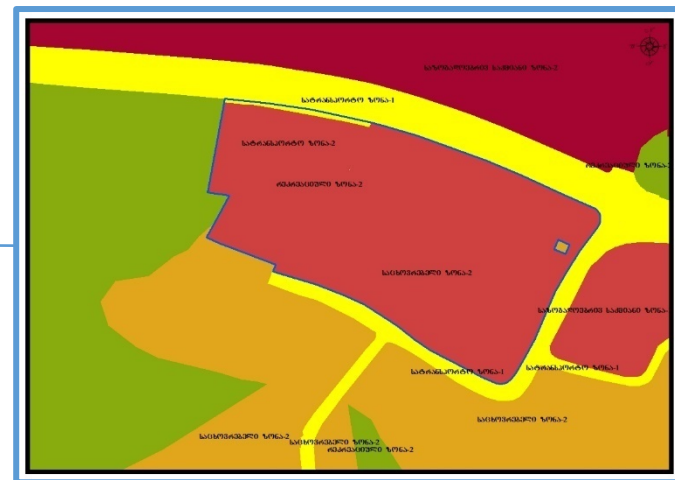 საზოგადოებრივ საქმიანი ზონა-2
სატრანსპორტო ზონა-1
სატრანსპორტო ზონა-2
რეკრეაციული ზონა-2
რეკრეაციული ზონა-2
საცხოვრებელი ზონა-2
საზოგადოებრივ საქმიანი ზონა-
სატრანსპორტო ზონა-1
სატრანსპორტო ზონა-1
საცხოვრებელი ზონა-2
საცხოვრებელი ზონა-2
საცხოვრებელი ზონა-2
რეკრეაციული ზონა-2